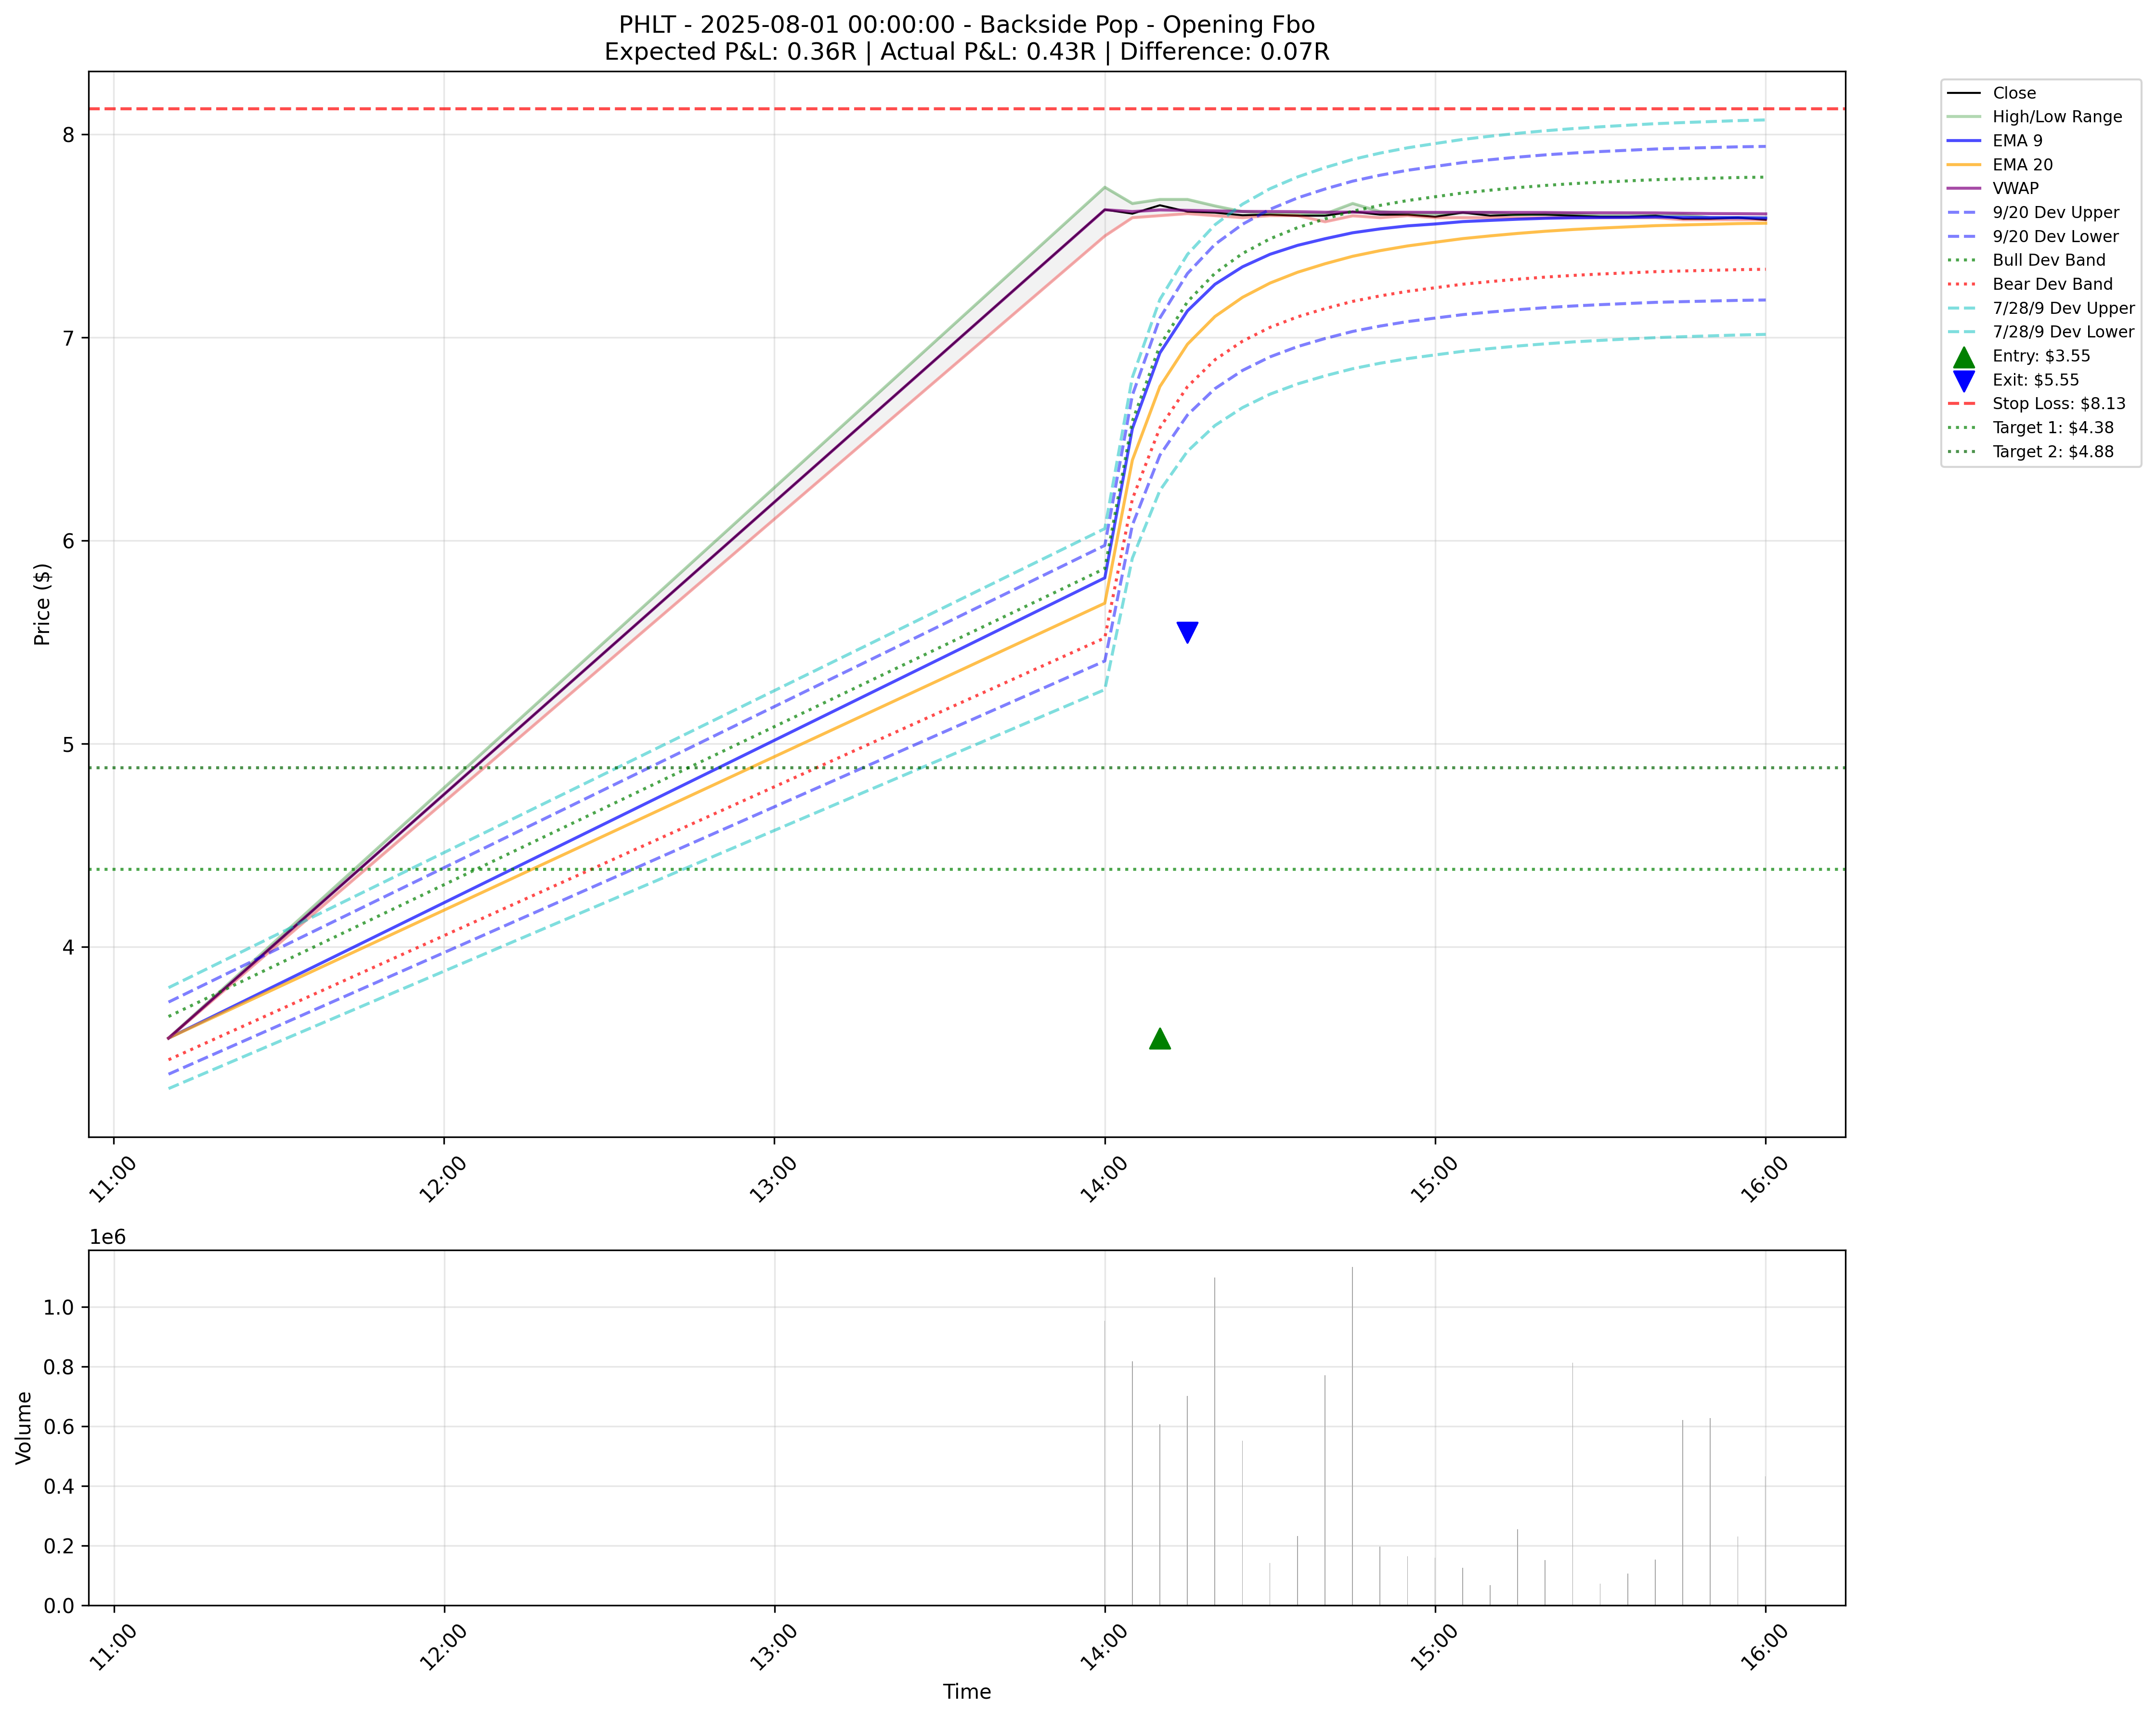 PHLT - 2025-08-01 00:00:00 - Backside Pop - Opening Fbo
Expected P&L: 0.36R | Actual P&L: 0.43R | Difference: 0.07R
Price ($)
8
7
6
5
4
11:00
12:00
13:00
14:00
15:00
16:00
Close
High/Low Range
EMA 9
EMA 20
VWAP
9/20 Dev Upper
9/20 Dev Lower
Bull Dev Band
Bear Dev Band
7/28/9 Dev Upper
7/28/9 Dev Lower
Entry: $3.55
Exit: $5.55
Stop Loss: $8.13
Target 1: $4.38
Target 2: $4.88
1e6
Volume
1.0
0.8
0.6
0.4
0.2
0.0
11:00
12:00
13:00
14:00
15:00
16:00
Time